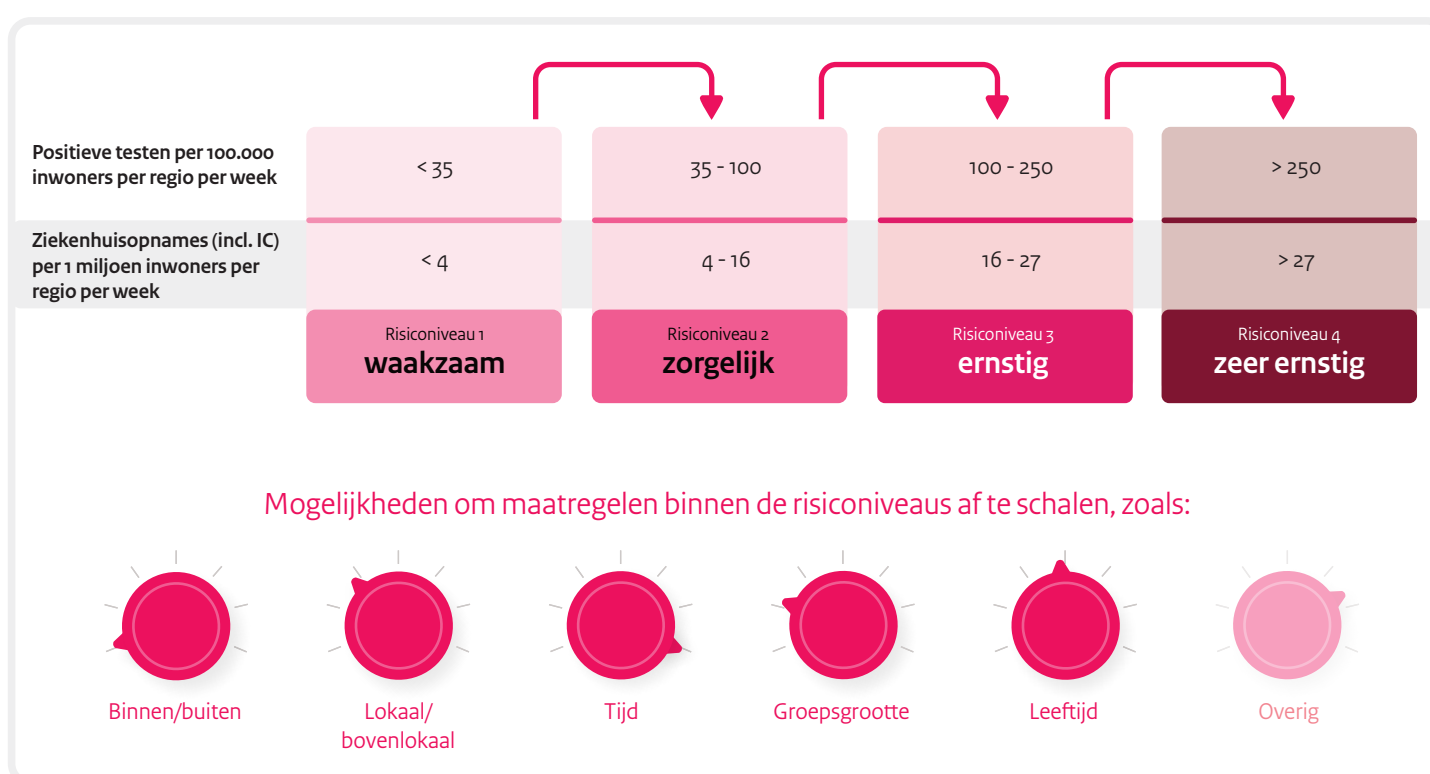 Positieve testen per 100.000
inwoners per regio per week
< 35
35 - 100
100 - 250
> 250
Ziekenhuisopnames (incl. IC)
per 1 miljoen inwoners per
regio per week
< 4
4 - 16
16 - 27
> 27
Risiconiveau 1
waakzaam
Risiconiveau 2
zorgelijk
Risiconiveau 3
ernstig
Risiconiveau 4
zeer ernstig
Mogelijkheden om maatregelen binnen de risiconiveaus af te schalen, zoals:
Binnen/buiten
Lokaal/
bovenlokaal
Tijd
Groepsgrootte
Leeftijd
Overig